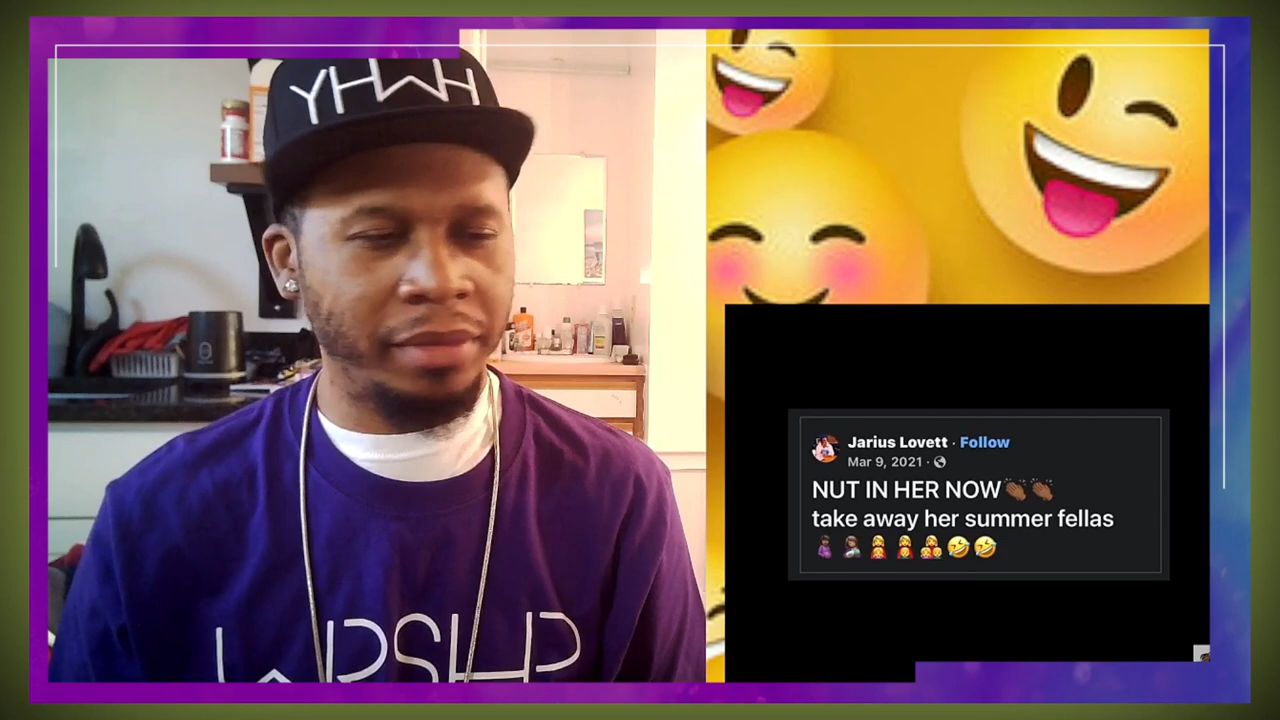 YHWH
WRSHP
Jarius Lovett · Follow
Mar 9, 2021 ·
NUT IN HER NOW👏🏾👏🏾
take away her summer fellas
🤰🏾🤱🏾👩‍👧👩‍👦👩‍👧‍👦🤣🤣